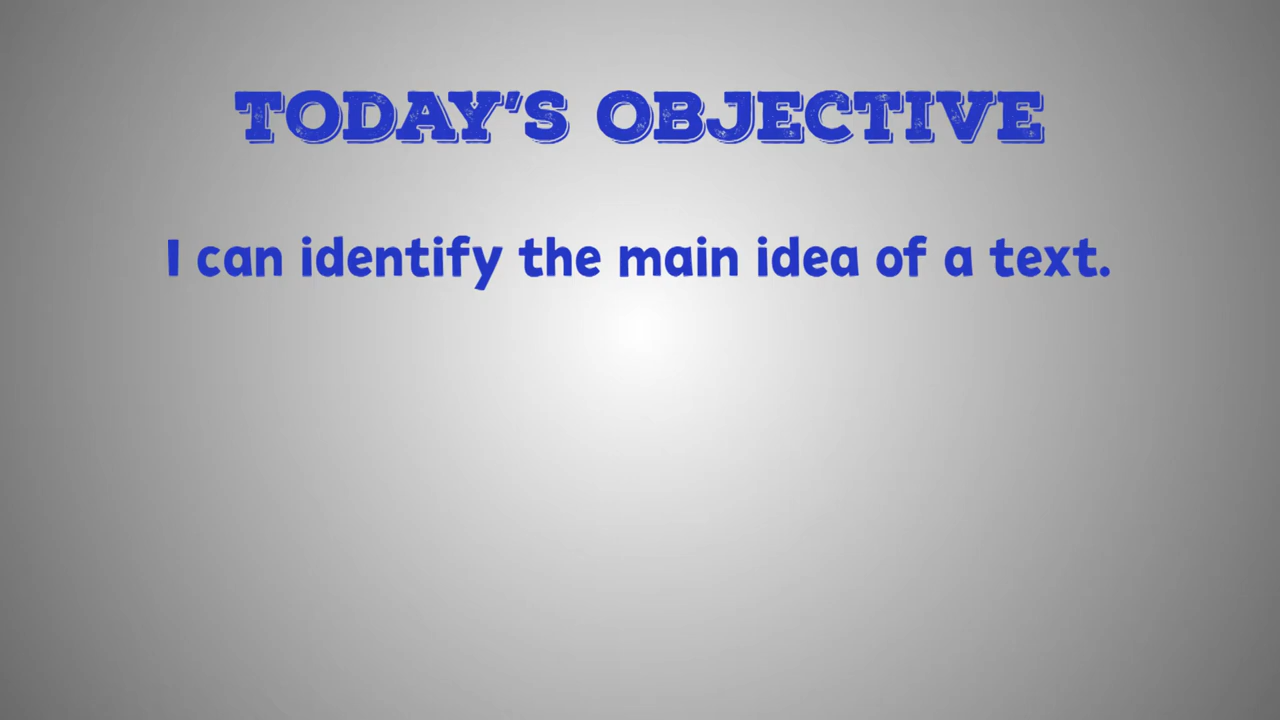 TODAY'S OBJECTIVE
I can identify the main idea of a text.